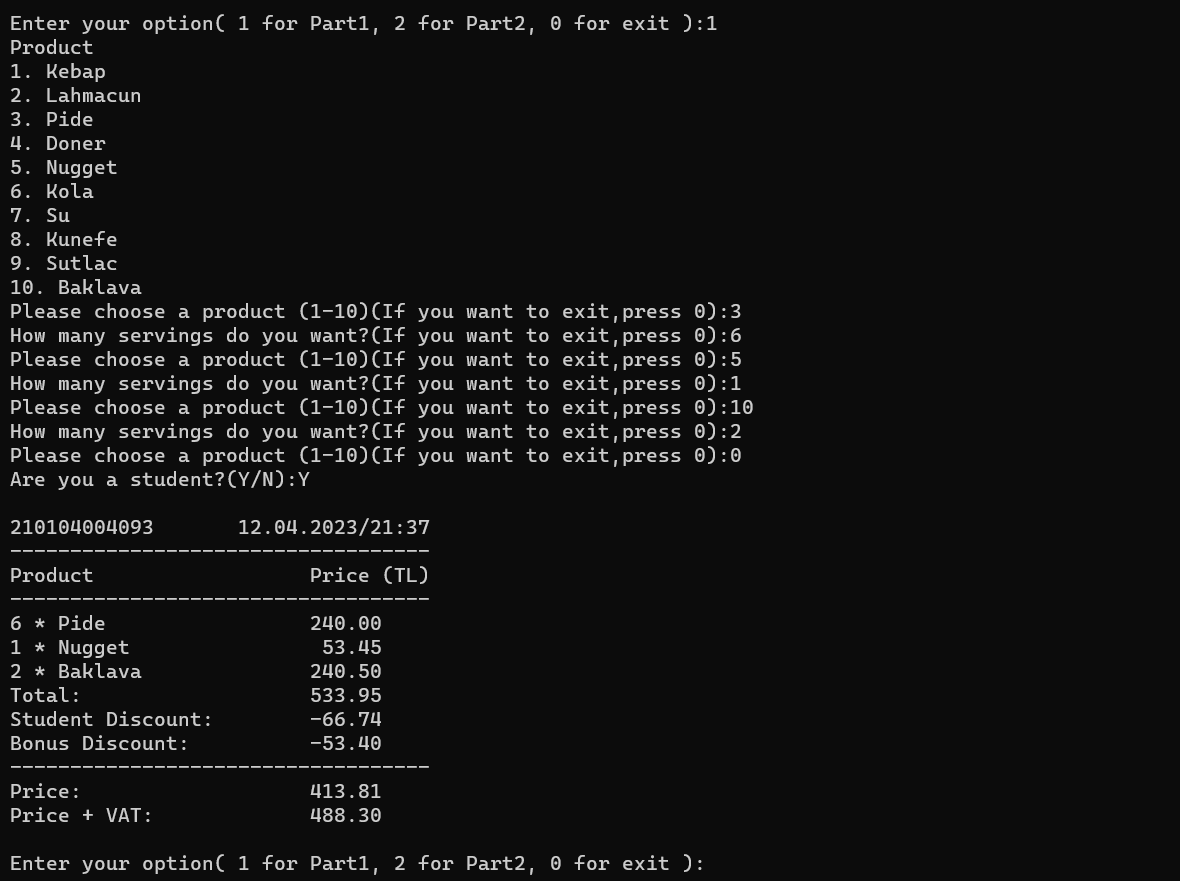 Enter your option( 1 for Part1, 2 for Part2, 0 for exit ):1
Product
1. Kebap
2. Lahmacun
3. Pide
4. Doner
5. Nugget
6. Kola
7. Su
8. Kunefe
9. Sutlac
10. Baklava
Please choose a product (1-10)(If you want to exit,press 0):3
How many servings do you want?(If you want to exit,press 0):6
Please choose a product (1-10)(If you want to exit,press 0):5
How many servings do you want?(If you want to exit,press 0):1
Please choose a product (1-10)(If you want to exit,press 0):10
How many servings do you want?(If you want to exit,press 0):2
Please choose a product (1-10)(If you want to exit,press 0):0
Are you a student?(Y/N):Y
210104004093       12.04.2023/21:37
-----------------------------------
Product                  Price (TL)
-----------------------------------
6 * Pide                 240.00
1 * Nugget                53.45
2 * Baklava              240.50
Total:                   533.95
Student Discount:        -66.74
Bonus Discount:          -53.40
-----------------------------------
Price:                   413.81
Price + VAT:             488.30
Enter your option( 1 for Part1, 2 for Part2, 0 for exit ):